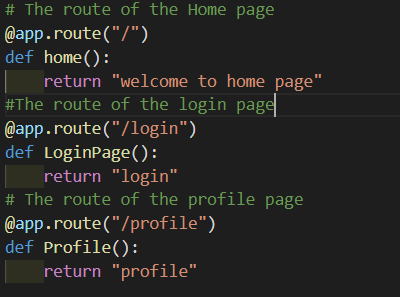 # The route of the Home page
@app.route("/")
def home():
    return "welcome to home page"
#The route of the login page
@app.route("/login")
def LoginPage():
    return "login"
# The route of the profile page
@app.route("/profile")
def Profile():
    return "profile"